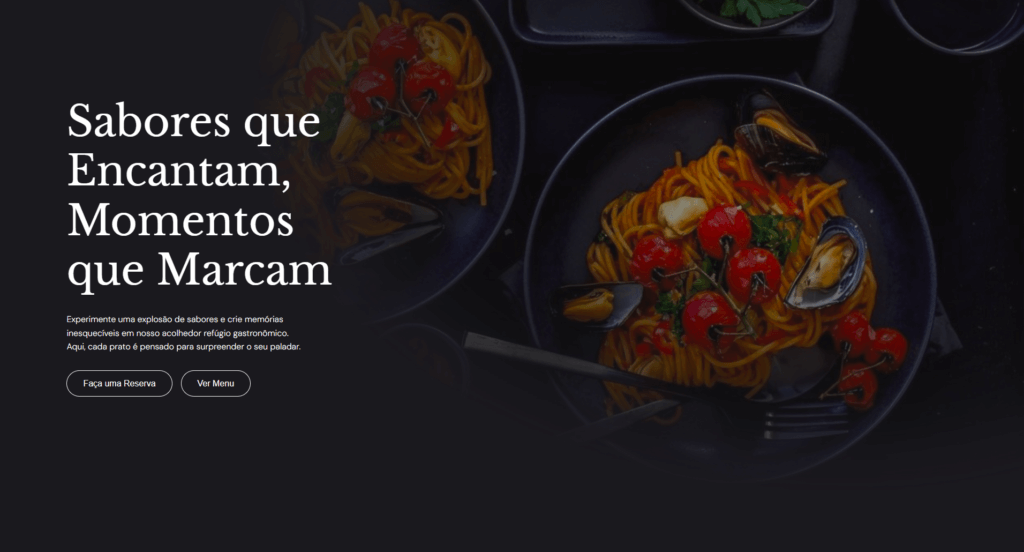 Sabores que
Encantam,
Momentos
que Marcam
Experimente uma explosão de sabores e crie memórias
inesquecíveis em nosso acolhedor refúgio gastronômico.
Aqui, cada prato é pensado para surpreender o seu paladar.
Faça uma Reserva
Ver Menu